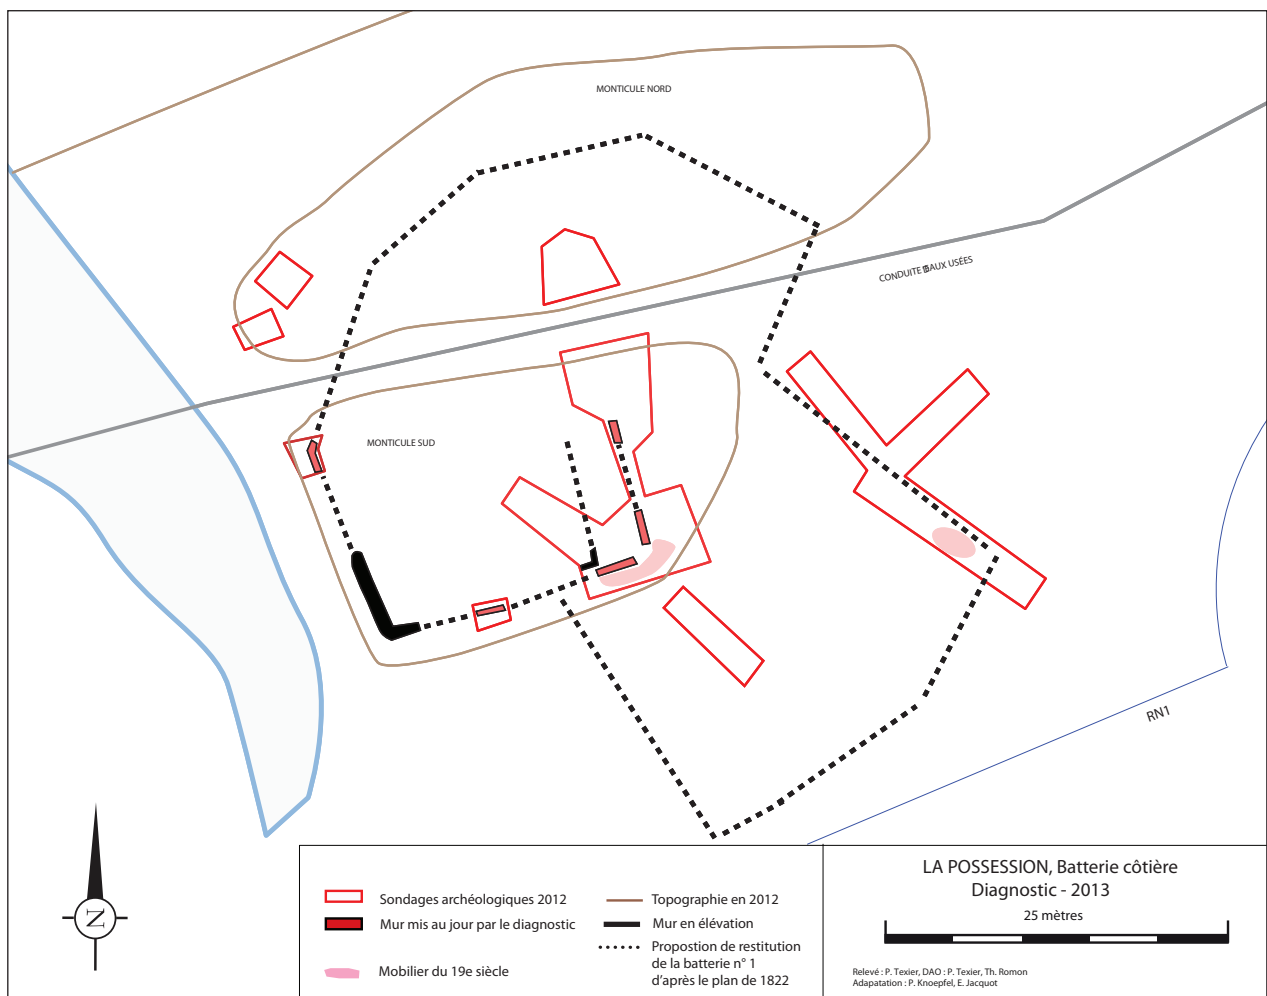 MONTICULE NORD
CONDUITE EAUX USÉES
MONTICULE SUD
RN1
N
Sondages archéologiques 2012
Mur mis au jour par le diagnostic
Mobilier du 19e siècle
Topographie en 2012
Mur en élévation
Propostion de restitution
de la batterie n° 1
d'après le plan de 1822
LA POSSESSION, Batterie côtière
Diagnostic - 2013
25 mètres
Relevé : P. Texier, DAO : P. Texier, Th. Romon
Adapatation : P. Knoepfel, E. Jacquot